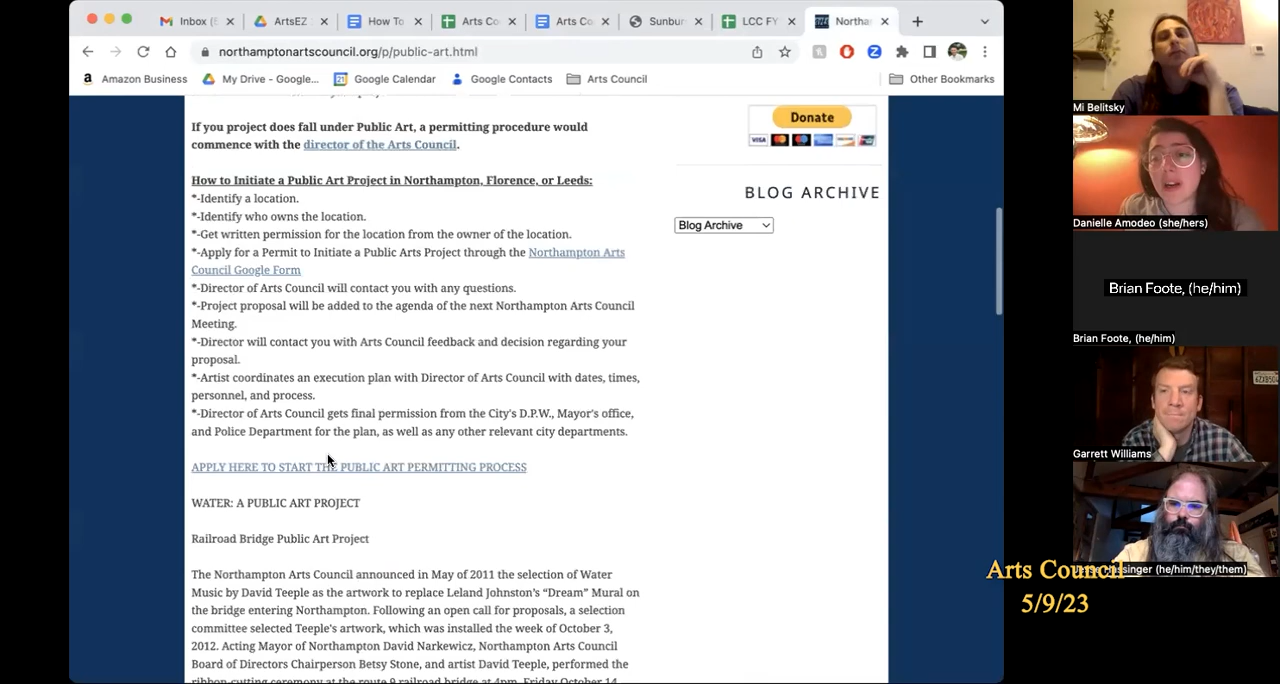 Inbox (
ArtsEZ
How To
Arts Co
Arts Co
Sunbur
LCC FY
Northa
northamptonartscouncil.org/p/public-art.html
Amazon Business
My Drive - Google...
Google Calendar
Google Contacts
Arts Council
Other Bookmarks
If you project does fall under Public Art, a permitting procedure would
commence with the director of the Arts Council.
How to Initiate a Public Art Project in Northampton, Florence, or Leeds:
*-Identify a location.
*-Identify who owns the location.
*-Get written permission for the location from the owner of the location.
*-Apply for a Permit to Initiate a Public Arts Project through the Northampton Arts
Council Google Form
*-Director of Arts Council will contact you with any questions.
*-Project proposal will be added to the agenda of the next Northampton Arts Council
Meeting.
*-Director will contact you with Arts Council feedback and decision regarding your
proposal.
*-Artist coordinates an execution plan with Director of Arts Council with dates, times,
personnel, and process.
*-Director of Arts Council gets final permission from the City's D.P.W., Mayor's office,
and Police Department for the plan, as well as any other relevant city departments.
APPLY HERE TO START THE PUBLIC ART PERMITTING PROCESS
WATER: A PUBLIC ART PROJECT
Railroad Bridge Public Art Project
The Northampton Arts Council announced in May of 2011 the selection of Water
Music by David Teeple as the artwork to replace Leland Johnston's “Dream” Mural on
the bridge entering Northampton. Following an open call for proposals, a selection
committee selected Teeple's artwork, which was installed the week of October 3,
2012. Acting Mayor of Northampton David Narkewicz, Northampton Arts Council
Board of Directors Chairperson Betsy Stone, and artist David Teeple, performed the
ribbon-cutting ceremony at the route 9 railroad bridge at 4pm, Friday October 14
Donate
VISA
BLOG ARCHIVE
Blog Archive
Mi Belitsky
Danielle Amodeo (she/hers)
Brian Foote, (he/him)
Brian Foote, (he/him)
Garrett Williams
(he/him/they/them)
Arts Council
5/9/23